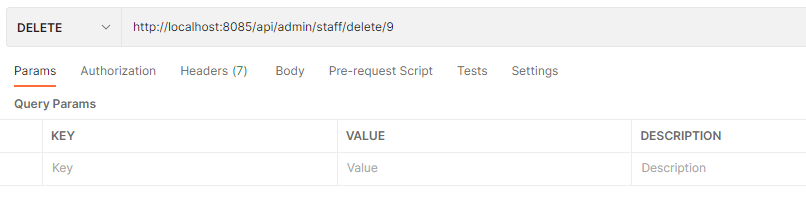 DELETE http://localhost:8085/api/admin/staff/delete/9
Params Authorization Headers (7) Body Pre-request Script Tests Settings
Query Params
KEY VALUE DESCRIPTION
Key Value Description